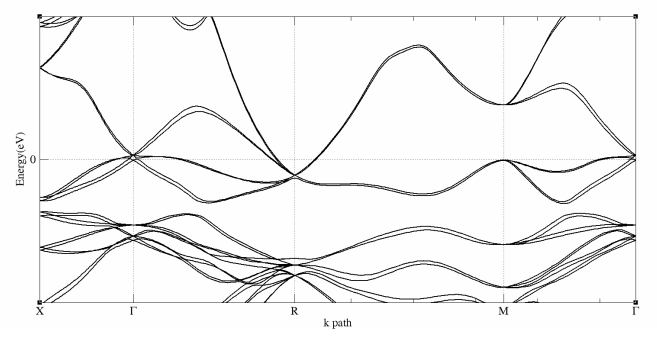 Energy(eV)
0
X Γ R M Γ
k path